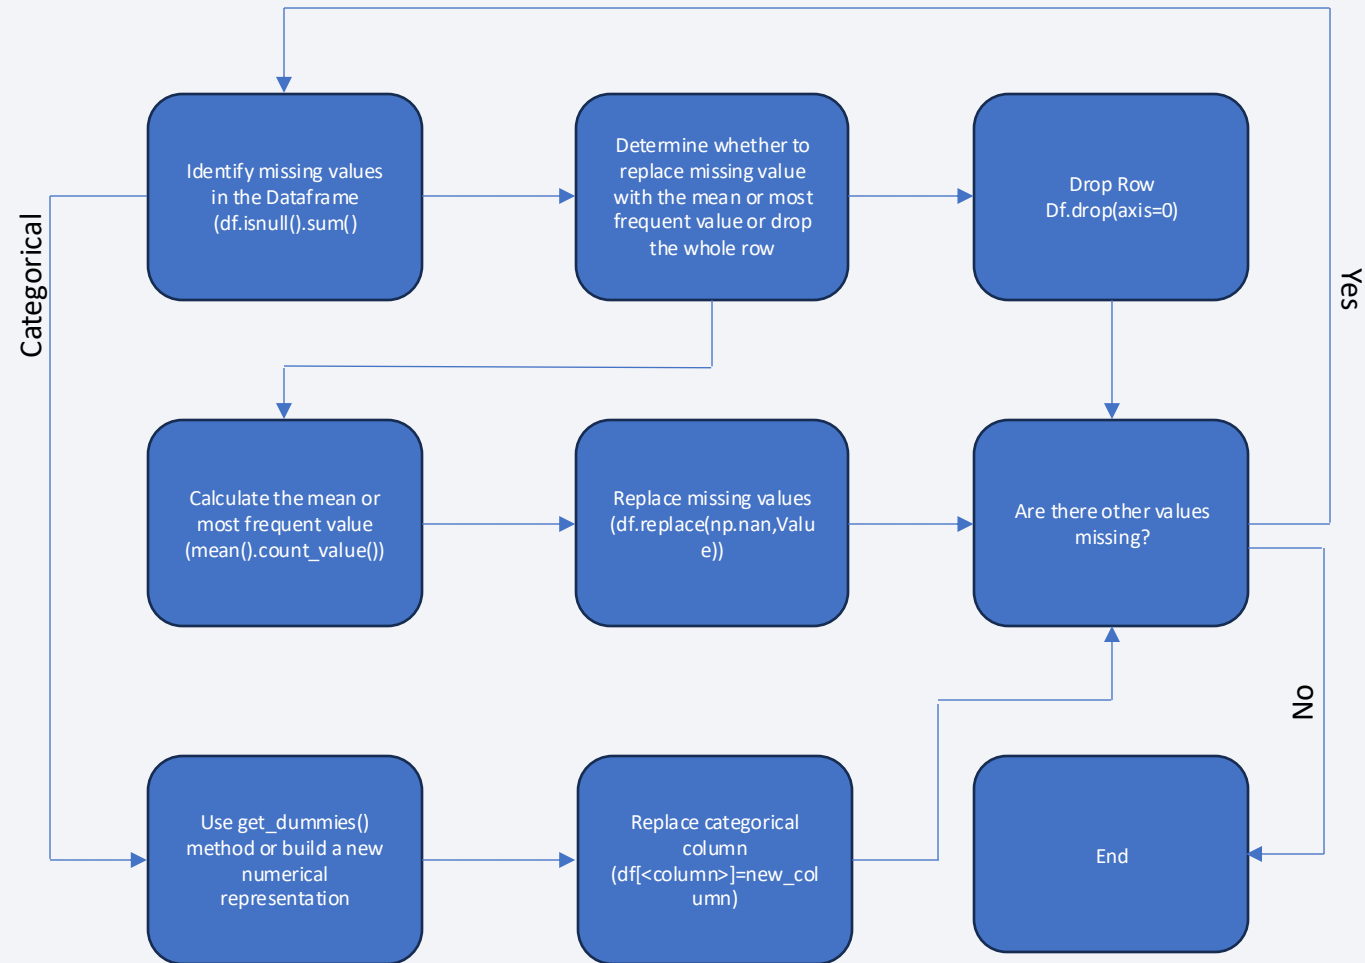 Identify missing values
in the Dataframe
(df.isnull().sum()
Determine whether to
replace missing value
with the mean or most
frequent value or drop
the whole row
Drop Row
Df.drop(axis=0)
Categorical
Yes
Calculate the mean or
most frequent value
(mean().count_value())
Replace missing values
(df.replace(np.nan,Valu
e))
Are there other values
missing?
No
Use get_dummies()
method or build a new
numerical
representation
Replace categorical
column
(df[<column>]=new_col
umn)
End